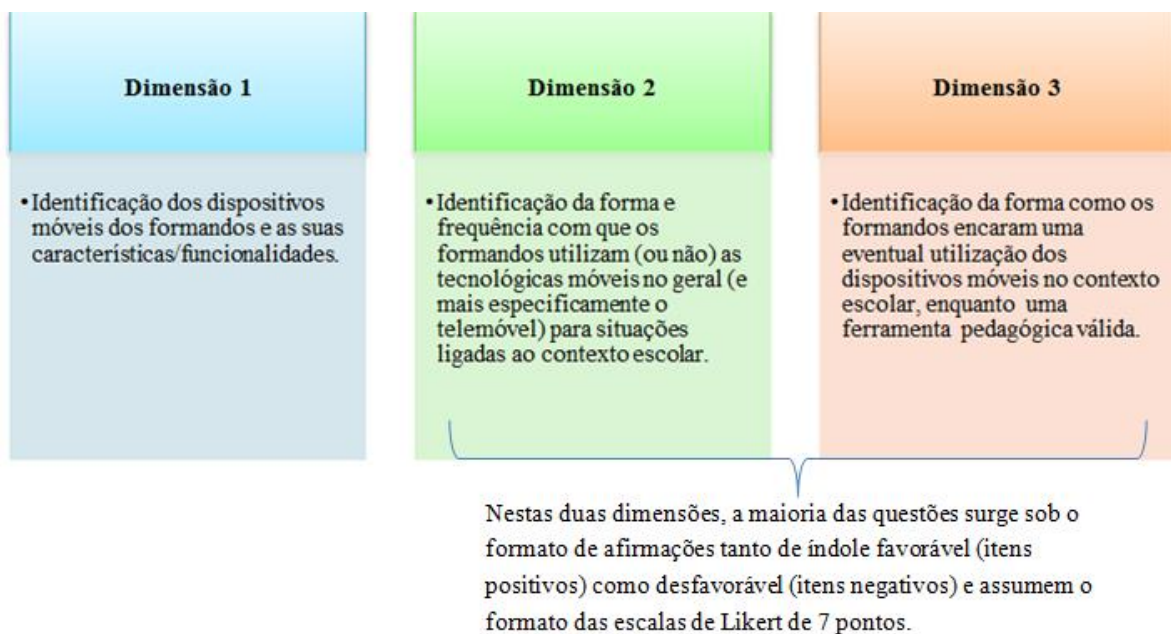 Dimensão 1
• Identificação dos dispositivos
móveis dos formandos e as suas
características/funcionalidades.
Dimensão 2
• Identificação da forma e
frequência com que os
formandos utilizam (ou não) as
tecnológicas móveis no geral (e
mais especificamente o
telemóvel) para situações
ligadas ao contexto escolar.
Dimensão 3
• Identificação da forma como os
formandos encaram uma
eventual utilização dos
dispositivos móveis no contexto
escolar, enquanto uma
ferramenta pedagógica válida.
Nestas duas dimensões, a maioria das questões surge sob o
formato de afirmações tanto de índole favorável (itens
positivos) como desfavorável (itens negativos) e assumem o
formato das escalas de Likert de 7 pontos.